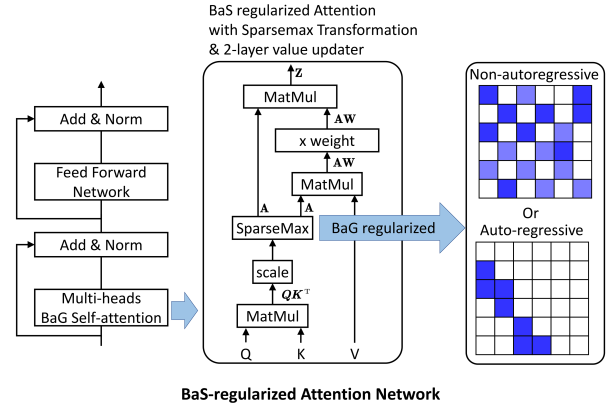 BaS regularized Attention
with Sparsemax Transformation
& 2-layer value updater
Add & Norm
Feed Forward
Network
Add & Norm
Multi-heads
BaG Self-attention
Z
MatMul
AW
x weight
AW
MatMul
A
A
SparseMax
BaG regularized
scale
QKᵀ
MatMul
Q
K
V
Non-autoregressive
Or
Auto-regressive
BaS-regularized Attention Network